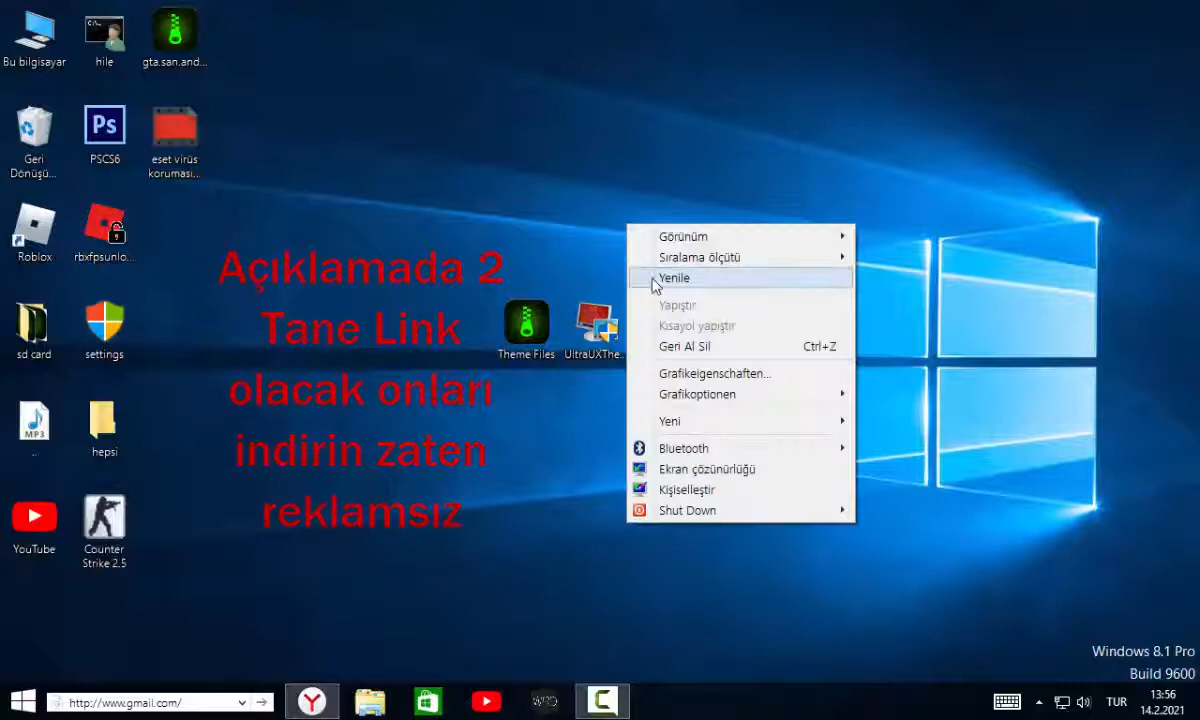 Bu bilgisayar
hile
gta.san.and...
Geri
Dönüşü...
PSCS6
eset virüs
koruması...
Roblox
rbxfpsunlo...
sd card
settings
MP3
..
hepsi
YouTube
Counter
Strike 2.5
Açıklamada 2
Tane Link
olacak onları
indirin zaten
reklamsız
Theme Files
UltraUXThe...
Görünüm
Sıralama ölçütü
Yenile
Yapıştır
Kısayol yapıştır
Geri Al Sil Ctrl+Z
Grafikeigenschaften...
Grafikoptionen
Yeni
Bluetooth
Ekran çözünürlüğü
Kişiselleştir
Shut Down
Windows 8.1 Pro
Build 9600
http://www.gmail.com/
TUR
13:56
14.2.2021